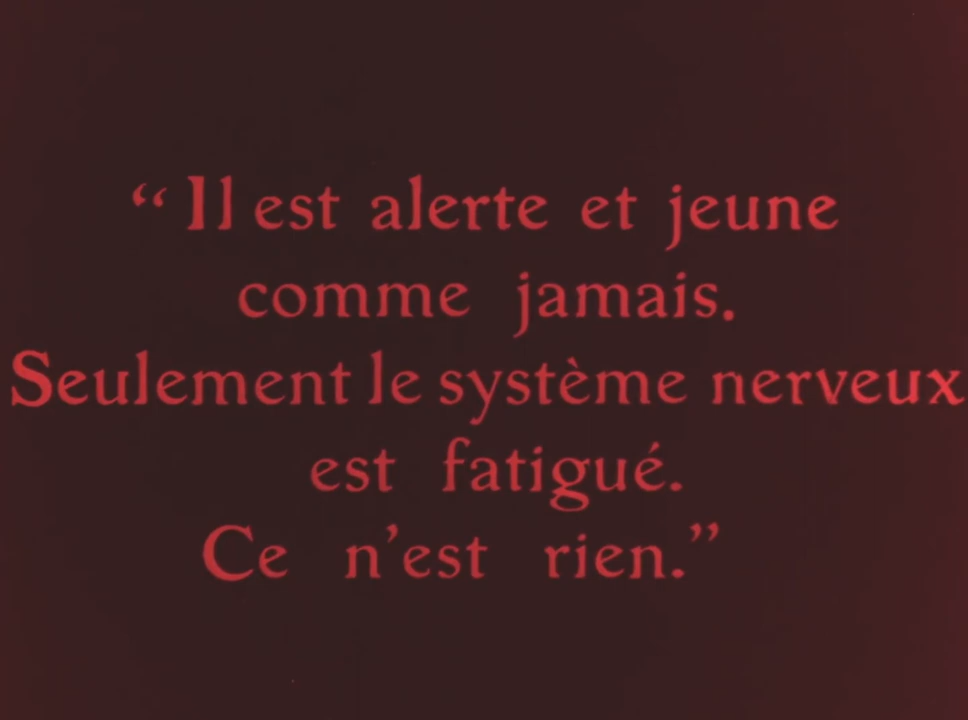 “Il est alerte et jeune
comme jamais.
Seulement le système nerveux
est fatigué.
Ce n'est rien.”